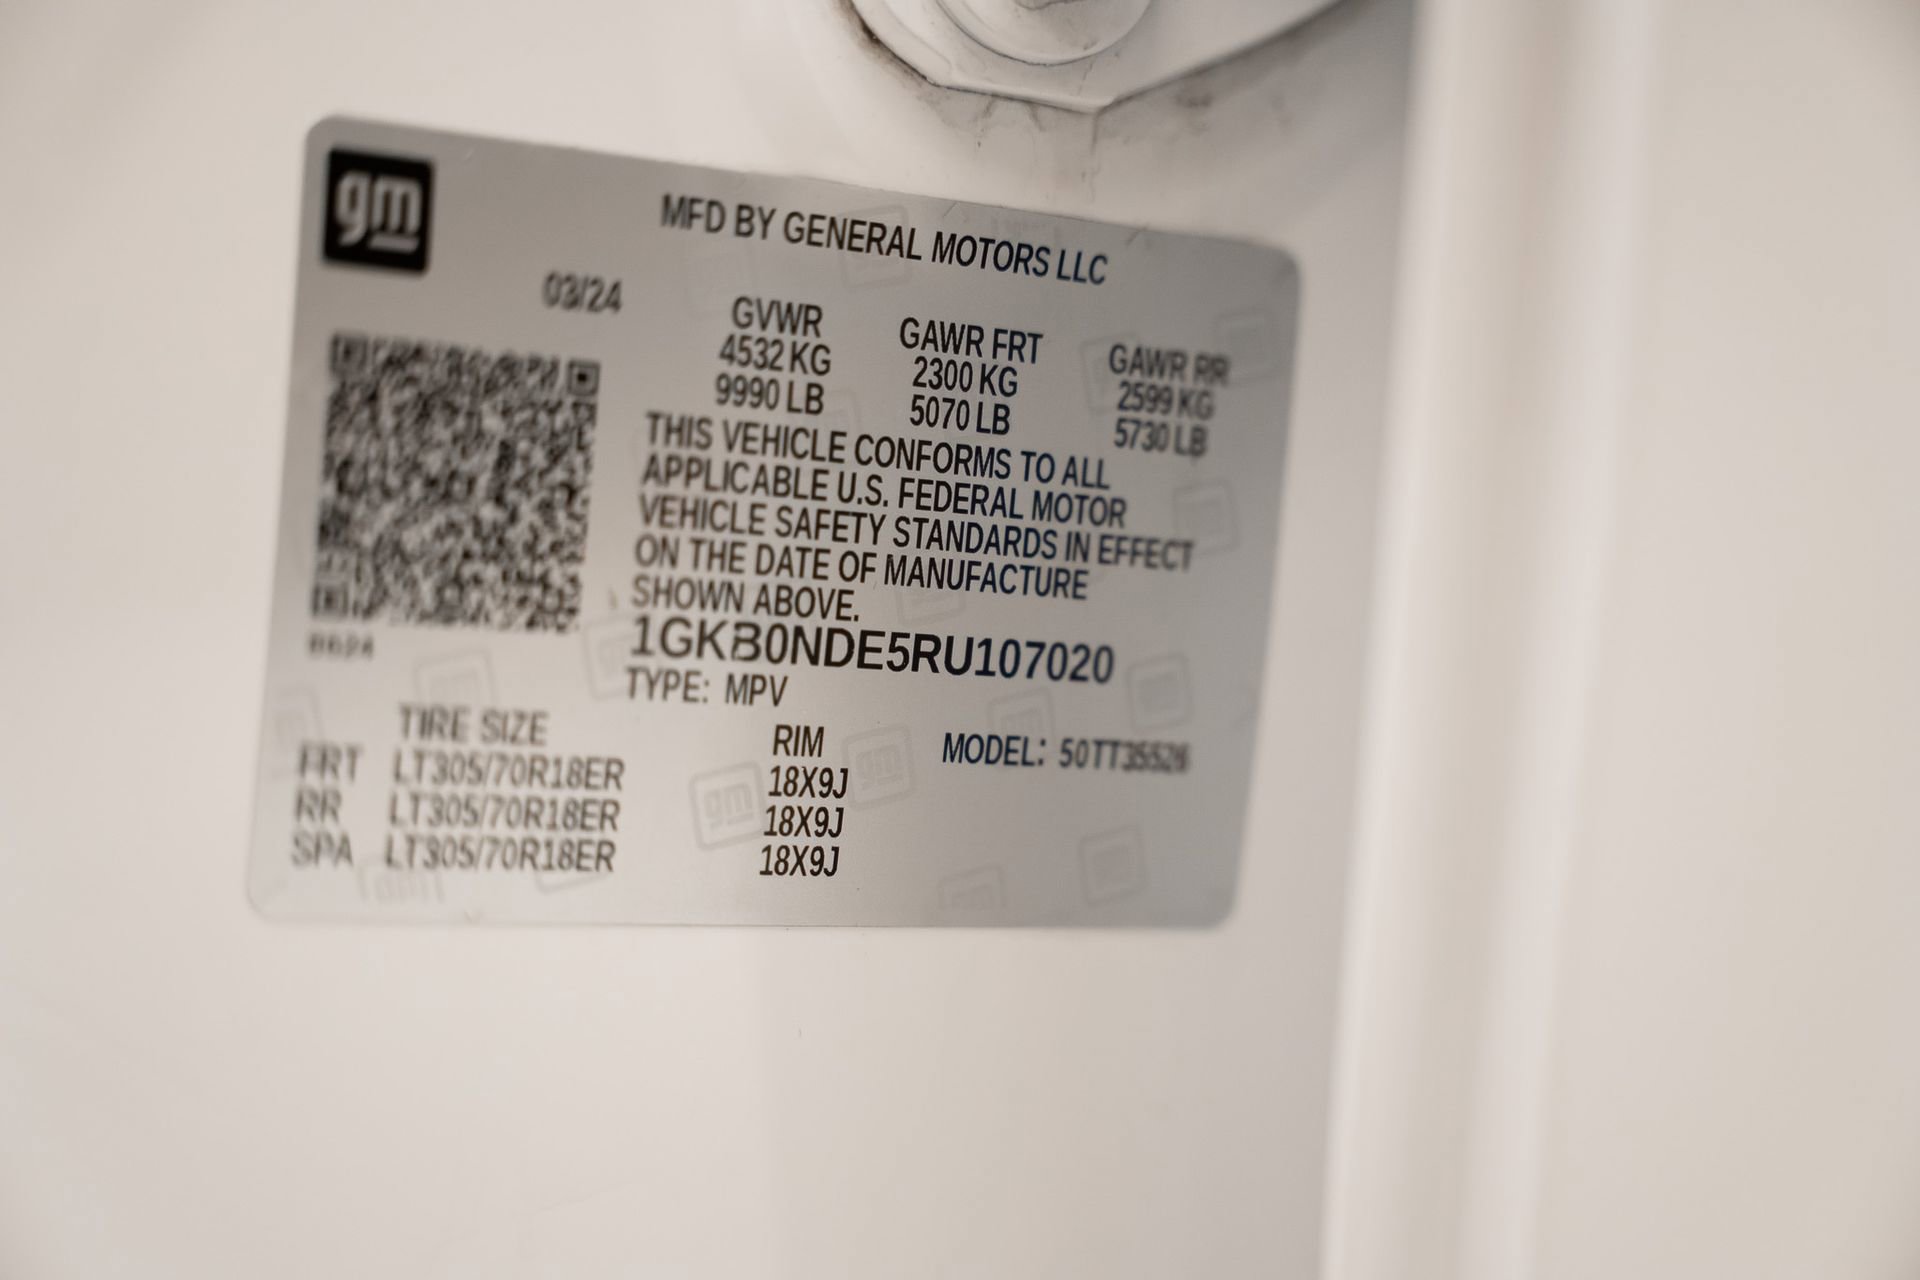 gm
MFD BY GENERAL MOTORS LLC
03/24
GVWR GAWR FRT GAWR RR
4532 KG 2300 KG 2599 KG
9990 LB 5070 LB 5730 LB
THIS VEHICLE CONFORMS TO ALL
APPLICABLE U.S. FEDERAL MOTOR
VEHICLE SAFETY STANDARDS IN EFFECT
ON THE DATE OF MANUFACTURE
SHOWN ABOVE.
1GKB0NDE5RU107020
TYPE: MPV
TIRE SIZE RIM MODEL:
FRT LT305/70R18ER 18X9J
RR LT305/70R18ER 18X9J
SPA LT305/70R18ER 18X9J